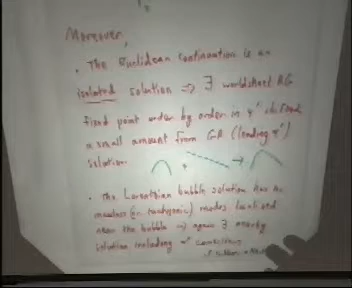 Moreover,
• The Euclidean continuation is an
isolated solution ⇒ ∃ worldsheet RG
fixed point order by order in α'
a small amount from GR (leading α')
solution.
+ →
• The Lorentzian bubble solution has no
massless (or tachyonic) modes localized
near the bubble ⇒ again ∃ nearby
solution including α' corrections